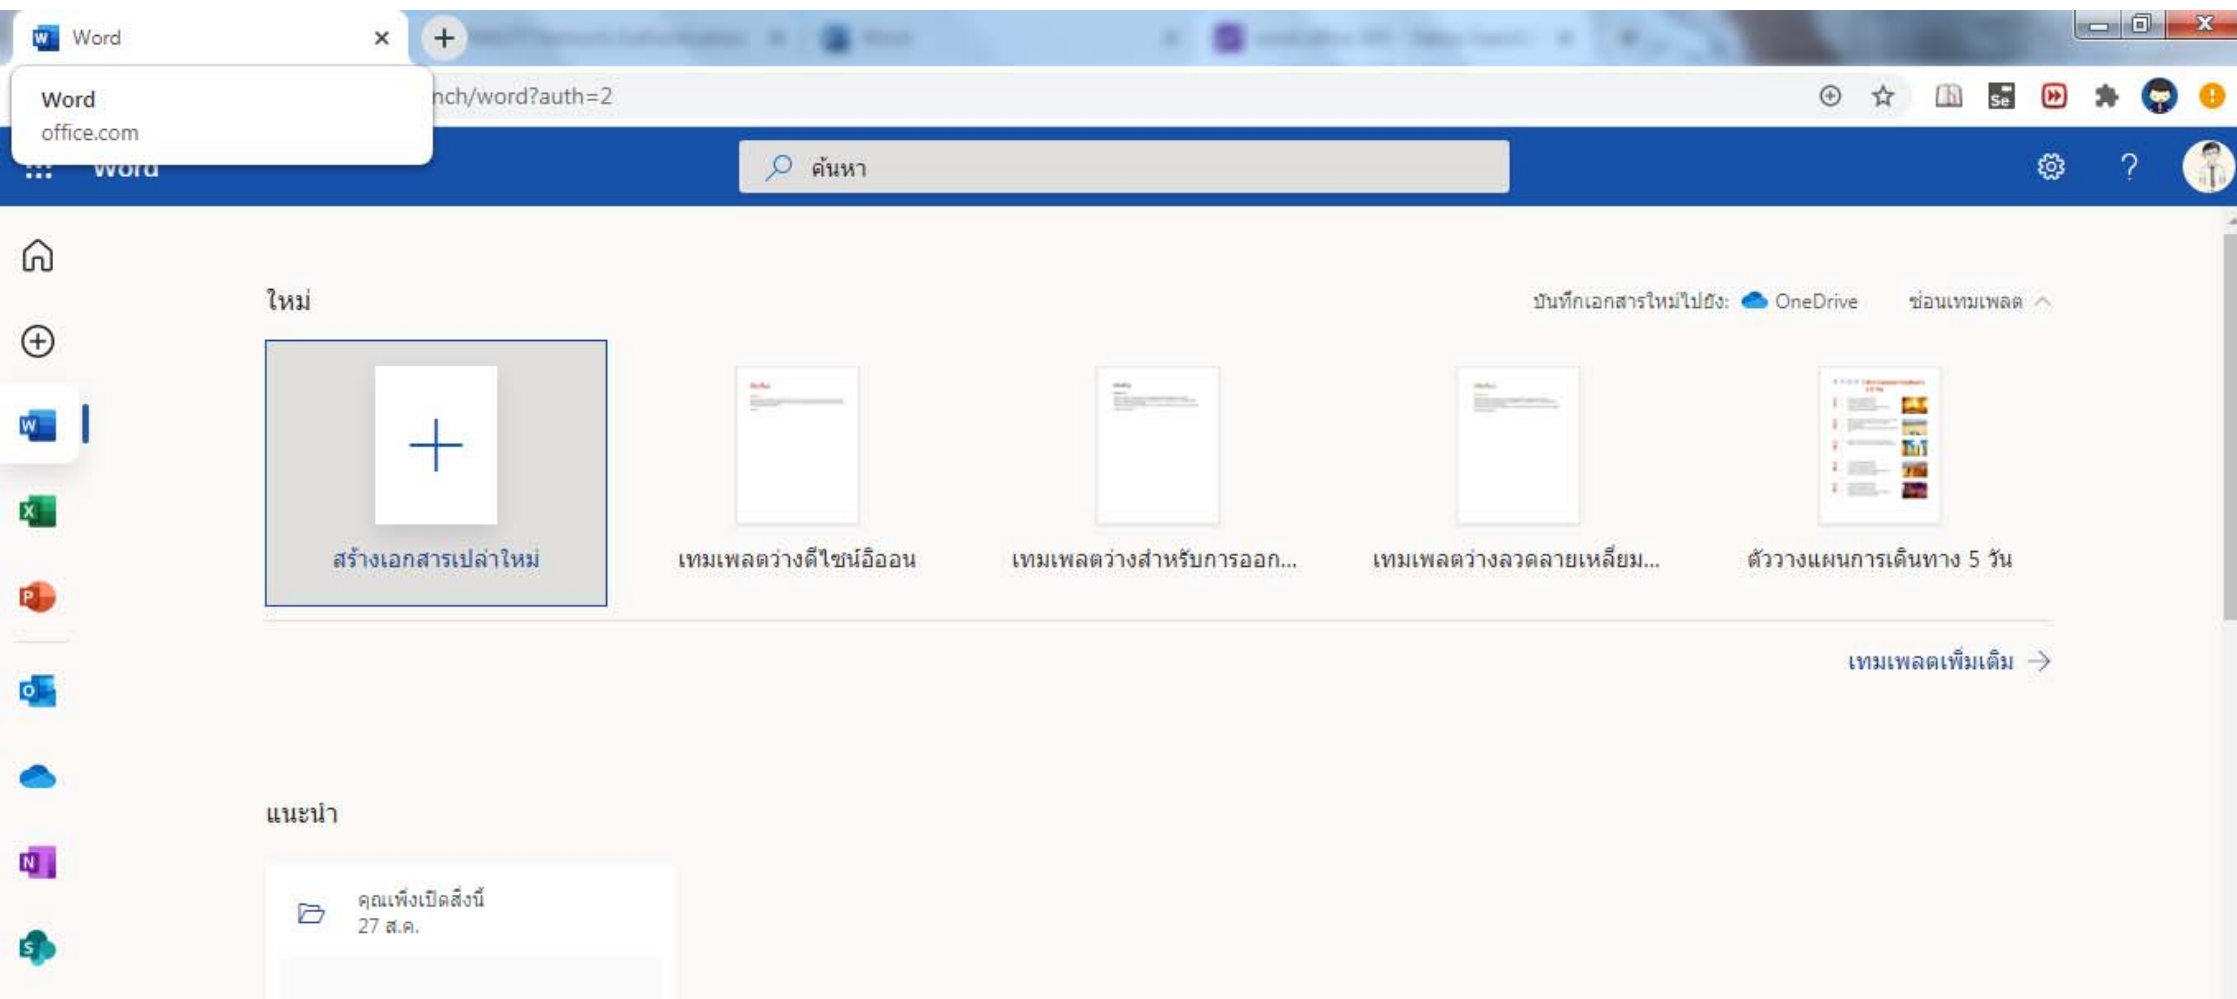 Word
Word
office.com
nch/word?auth=2
Word
ค้นหา
ใหม่
บันทึกเอกสารใหม่ไปยัง: OneDrive
ซ่อนเทมเพลต
สร้างเอกสารเปล่าใหม่
เทมเพลตว่างดีไซน์อิออน
เทมเพลตว่างสำหรับการออก...
เทมเพลตว่างลวดลายเหลี่ยม...
ตัววางแผนการเดินทาง 5 วัน
เทมเพลตเพิ่มเติม
แนะนำ
คุณเพิ่งเปิดสิ่งนี้
27 ส.ค.